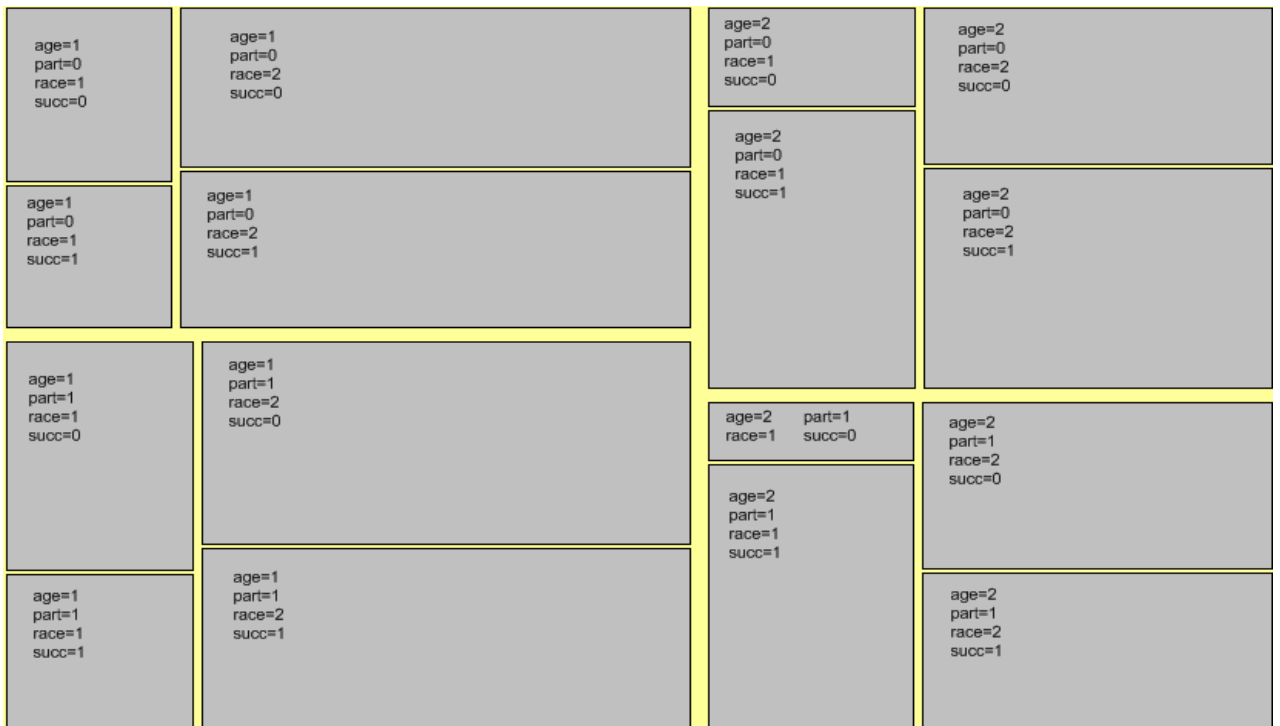 age=1
part=0
race=1
succ=0
age=1
part=0
race=2
succ=0
age=2
part=0
race=1
succ=0
age=2
part=0
race=2
succ=0
age=1
part=0
race=1
succ=1
age=1
part=0
race=2
succ=1
age=2
part=0
race=1
succ=1
age=2
part=0
race=2
succ=1
age=1
part=1
race=1
succ=0
age=1
part=1
race=2
succ=0
age=2 part=1
race=1 succ=0
age=2
part=1
race=2
succ=0
age=1
part=1
race=1
succ=1
age=1
part=1
race=2
succ=1
age=2
part=1
race=1
succ=1
age=2
part=1
race=2
succ=1